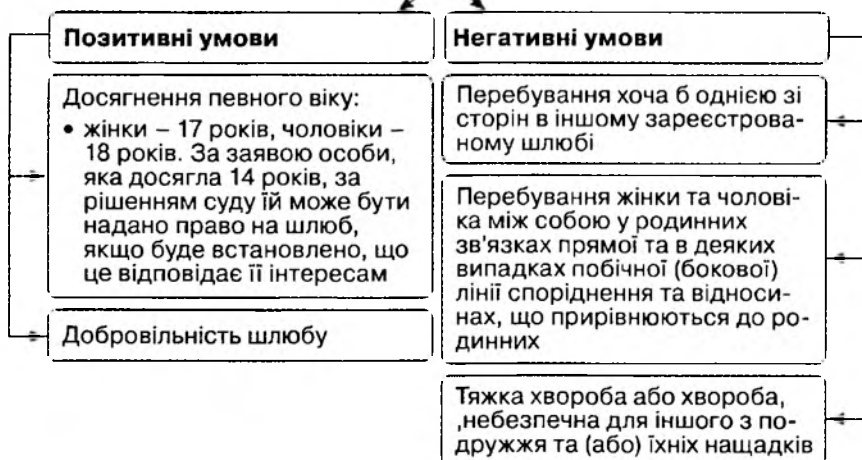 Позитивні умови
Досягнення певного віку:
• жінки – 17 років, чоловіки –
18 років. За заявою особи,
яка досягла 14 років, за
рішенням суду їй може бути
надано право на шлюб,
якщо буде встановлено, що
це відповідає її інтересам
Добровільність шлюбу
Негативні умови
Перебування хоча б однією зі
сторін в іншому зареєстрова-
ному шлюбі
Перебування жінки та чолові-
ка між собою у родинних
зв'язках прямої та в деяких
випадках побічної (бокової)
лінії споріднення та відноси-
нах, що прирівнюються до ро-
динних
Тяжка хвороба або хвороба,
,небезпечна для іншого з по-
дружжя та (або) їхніх нащадків